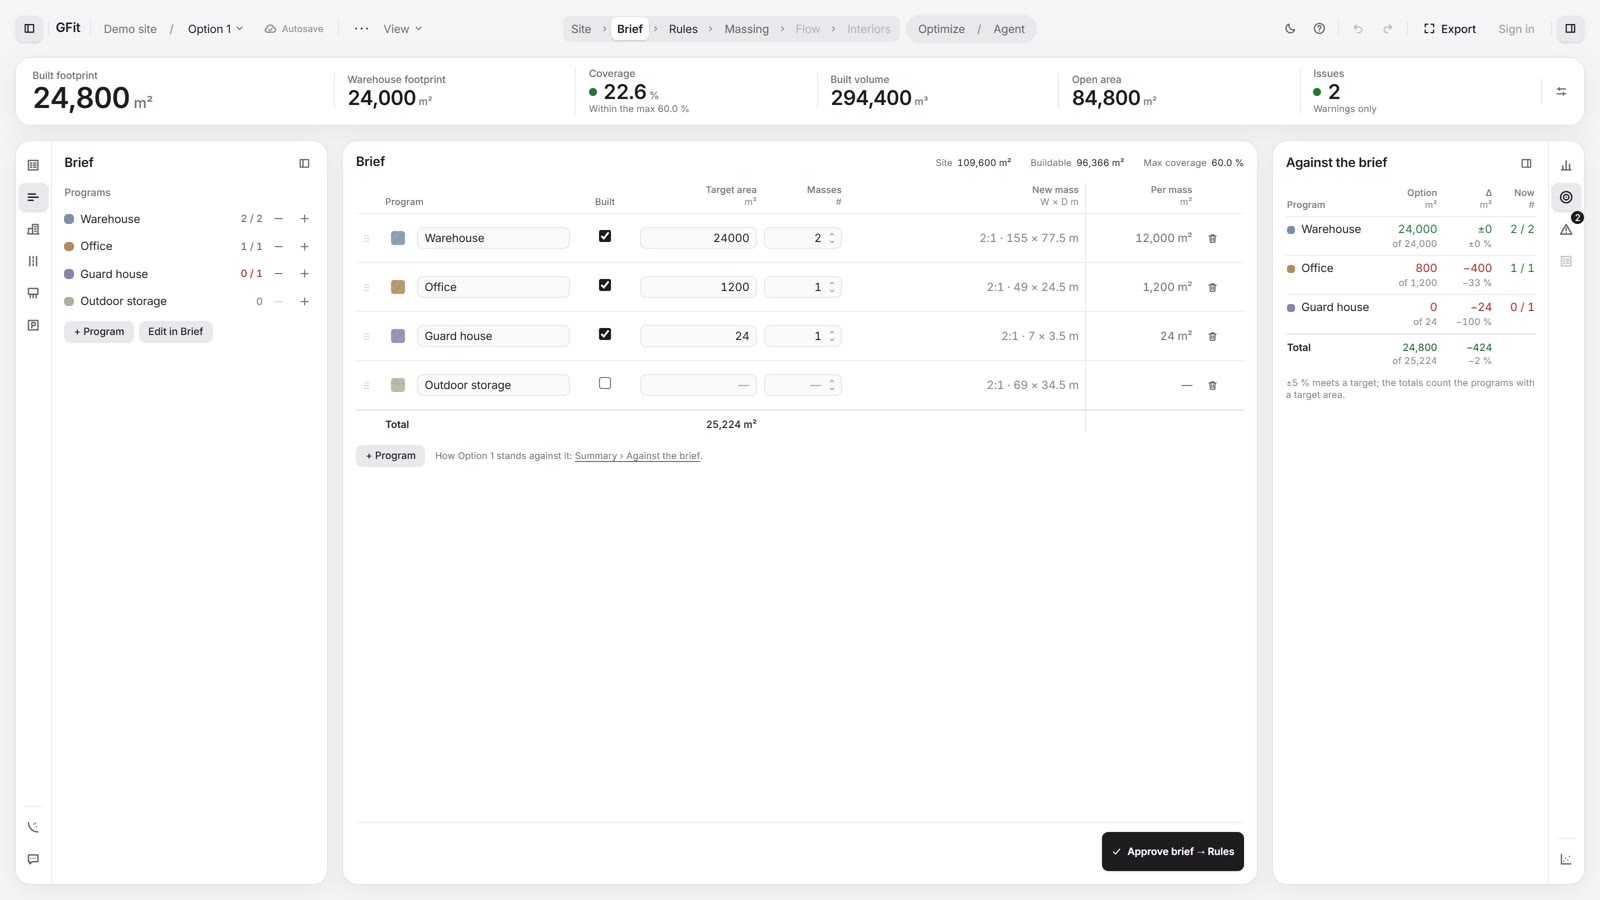 GFit
Demo site / Option 1
Autosave
··· View
Site › Brief › Rules › Massing › Flow › Interiors
Optimize / Agent
Export
Sign in
Built footprint
24,800 m²
Warehouse footprint
24,000 m²
Coverage
22.6 %
Within the max 60.0 %
Built volume
294,400 m³
Open area
84,800 m²
Issues
2
Warnings only
Brief
Programs
Warehouse 2 / 2 − +
Office 1 / 1 − +
Guard house 0 / 1 − +
Outdoor storage 0 − +
+ Program Edit in Brief
Brief
Site 109,600 m² Buildable 96,366 m² Max coverage 60.0 %
Program Built Target area m² Masses # New mass W × D m Per mass m²
Warehouse 24000 2 2:1 · 155 × 77.5 m 12,000 m²
Office 1200 1 2:1 · 49 × 24.5 m 1,200 m²
Guard house 24 1 2:1 · 7 × 3.5 m 24 m²
Outdoor storage — — 2:1 · 69 × 34.5 m —
Total 25,224 m²
+ Program How Option 1 stands against it: Summary › Against the brief.
✓ Approve brief → Rules
Against the brief
Program Option m² Δ m² Now #
Warehouse 24,000 ±0 2 / 2
of 24,000 ±0 %
Office 800 −400 1 / 1
of 1,200 −33 %
Guard house 0 −24 0 / 1
of 24 −100 %
Total 24,800 −424
of 25,224 −2 %
±5 % meets a target; the totals count the programs with
a target area.
2